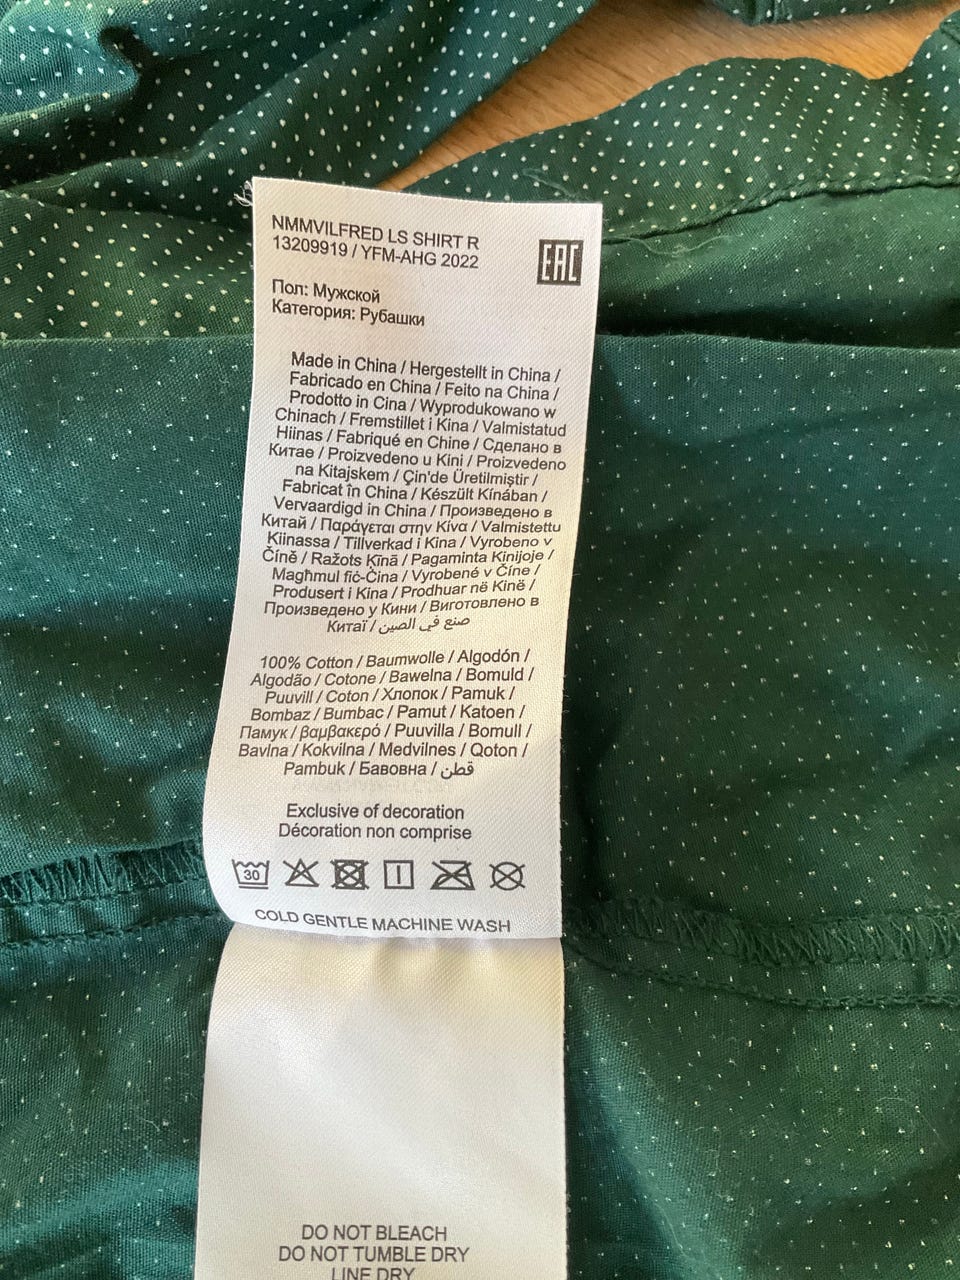 NMMVILFRED LS SHIRT R
13209919 / YFM-AHG 2022
EAC
Пол: Мужской
Категория: Рубашки
Made in China / Hergestellt in China /
Fabricado en China / Feito na China /
Prodotto in Cina / Wyprodukowano w
Chinach / Fremstillet i Kina / Valmistatud
Hiinas / Fabriqué en Chine / Сделано в
Китае / Proizvedeno u Kini / Proizvedeno
na Kitajskem / Çin'de Üretilmiştir /
Fabricat în China / Készült Kínában /
Vervaardigd in China / Произведено в
Китай / Παράγεται στην Κίνα / Valmistettu
Kiinassa / Tillverkad i Kina / Vyrobeno v
Číně / Ražots Ķīnā / Pagaminta Kinijoje /
Magħmul fiċ-Ċina / Vyrobené v Číne /
Produsert i Kina / Prodhuar në Kinë /
Произведено у Кини / Виготовлено в
Китаї / صنع في الصين
100% Cotton / Baumwolle / Algodón /
Algodão / Cotone / Bawelna / Bomuld /
Puuvill / Coton / Хлопок / Pamuk /
Bombaz / Bumbac / Pamut / Katoen /
Памук / βαμβακερό / Puuvilla / Bomull /
Bavlna / Kokvilna / Medvilnes / Qoton /
Pambuk / Бавовна / قطن
Exclusive of decoration
Décoration non comprise
30
COLD GENTLE MACHINE WASH
DO NOT BLEACH
DO NOT TUMBLE DRY
LINE DRY